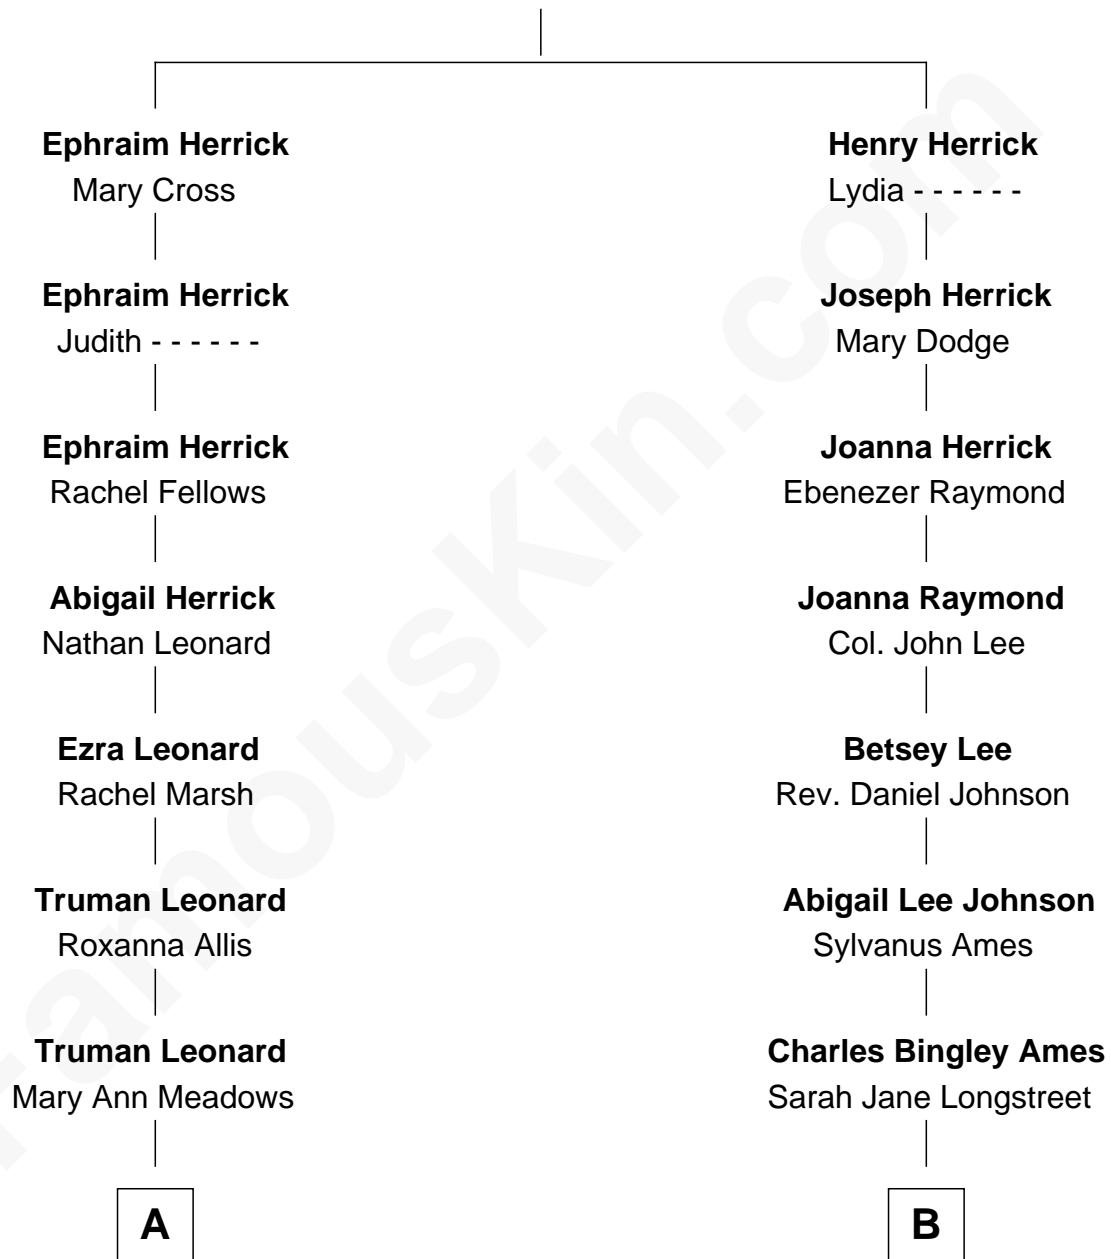 Ephraim Herrick
Mary Cross
Ephraim Herrick
Judith - - - - - -
Ephraim Herrick
Rachel Fellows
Abigail Herrick
Nathan Leonard
Ezra Leonard
Rachel Marsh
Truman Leonard
Roxanna Allis
Truman Leonard
Mary Ann Meadows
A
Henry Herrick
Lydia - - - - - -
Joseph Herrick
Mary Dodge
Joanna Herrick
Ebenezer Raymond
Joanna Raymond
Col. John Lee
Betsey Lee
Rev. Daniel Johnson
Abigail Lee Johnson
Sylvanus Ames
Charles Bingley Ames
Sarah Jane Longstreet
B
FamousKin.com